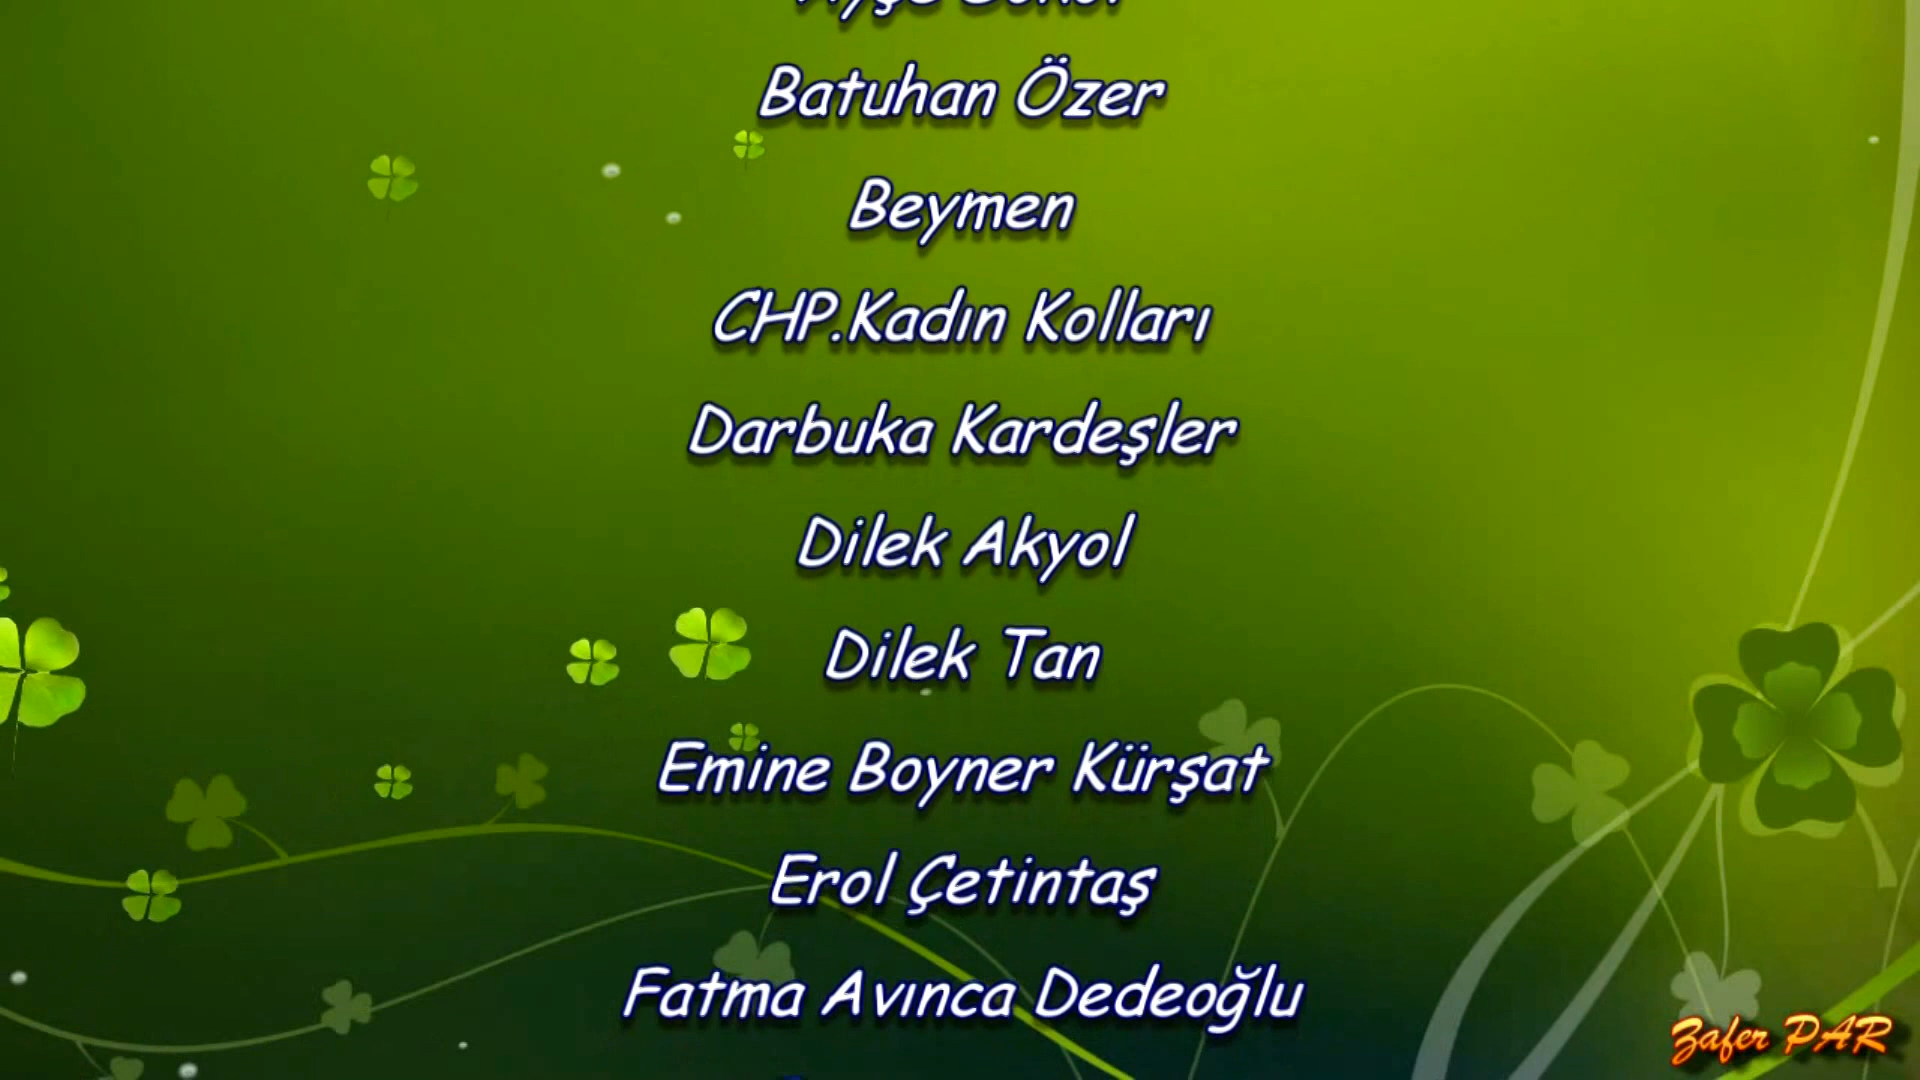 Batuhan Özer
Beymen
CHP.Kadın Kolları
Darbuka Kardeşler
Dilek Akyol
Dilek Tan
Emine Boyner Kürşat
Erol Çetintaş
Fatma Avınca Dedeoğlu
Zafer PAR